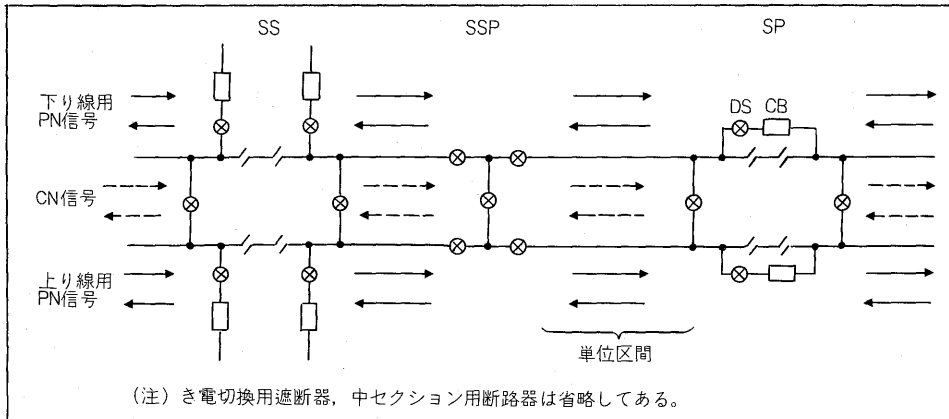 SS
SSP
SP
下り線用
PN信号
DS
CB
CN信号
上り線用
PN信号
単位区間
(注) き電切換用遮断器,中セクション用断路器は省略してある。